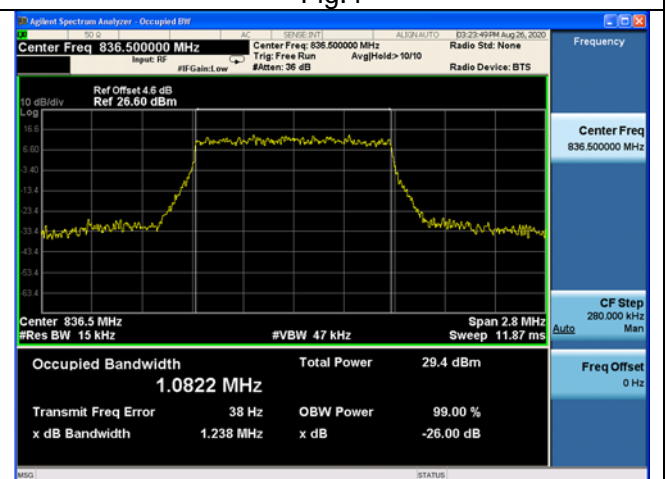 Agilent Spectrum Analyzer - Occupied BW
50 Ω AC SENSE:INT ALIGN AUTO 03:23:49 PM Aug 26, 2020
Center Freq 836.500000 MHz Center Freq: 836.500000 MHz Radio Std: None
Input: RF Trig: Free Run Avg|Hold:> 10/10
#IFGain:Low #Atten: 36 dB Radio Device: BTS
Frequency
Ref Offset 4.6 dB
10 dB/div Ref 26.60 dBm
Log
16.6
6.60
-3.40
-13.4
-23.4
-33.4
-43.4
-53.4
-63.4
Center Freq
836.500000 MHz
Center 836.5 MHz Span 2.8 MHz
#Res BW 15 kHz #VBW 47 kHz Sweep 11.87 ms
CF Step
280.000 kHz
Auto Man
Occupied Bandwidth Total Power 29.4 dBm
1.0822 MHz
Transmit Freq Error 38 Hz OBW Power 99.00 %
x dB Bandwidth 1.238 MHz x dB -26.00 dB
Freq Offset
0 Hz
MSG STATUS